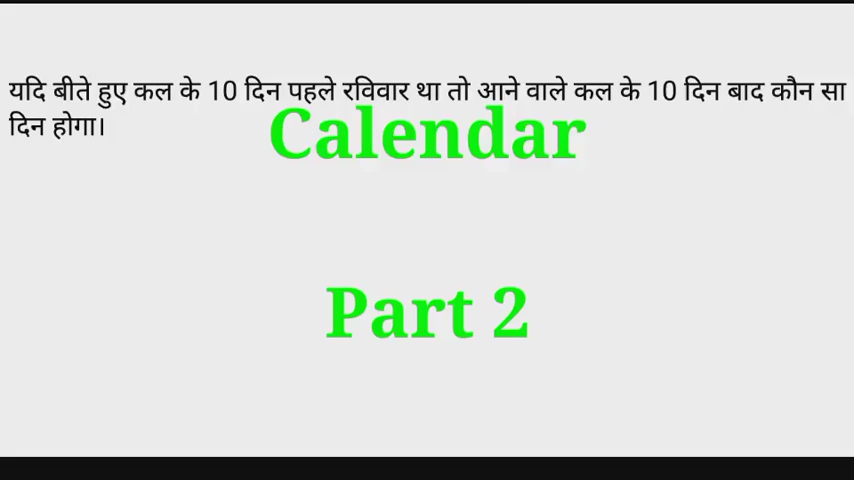 यदि बीते हुए कल के 10 दिन पहले रविवार था तो आने वाले कल के 10 दिन बाद कौन सा
दिन होगा।
Calendar
Part 2